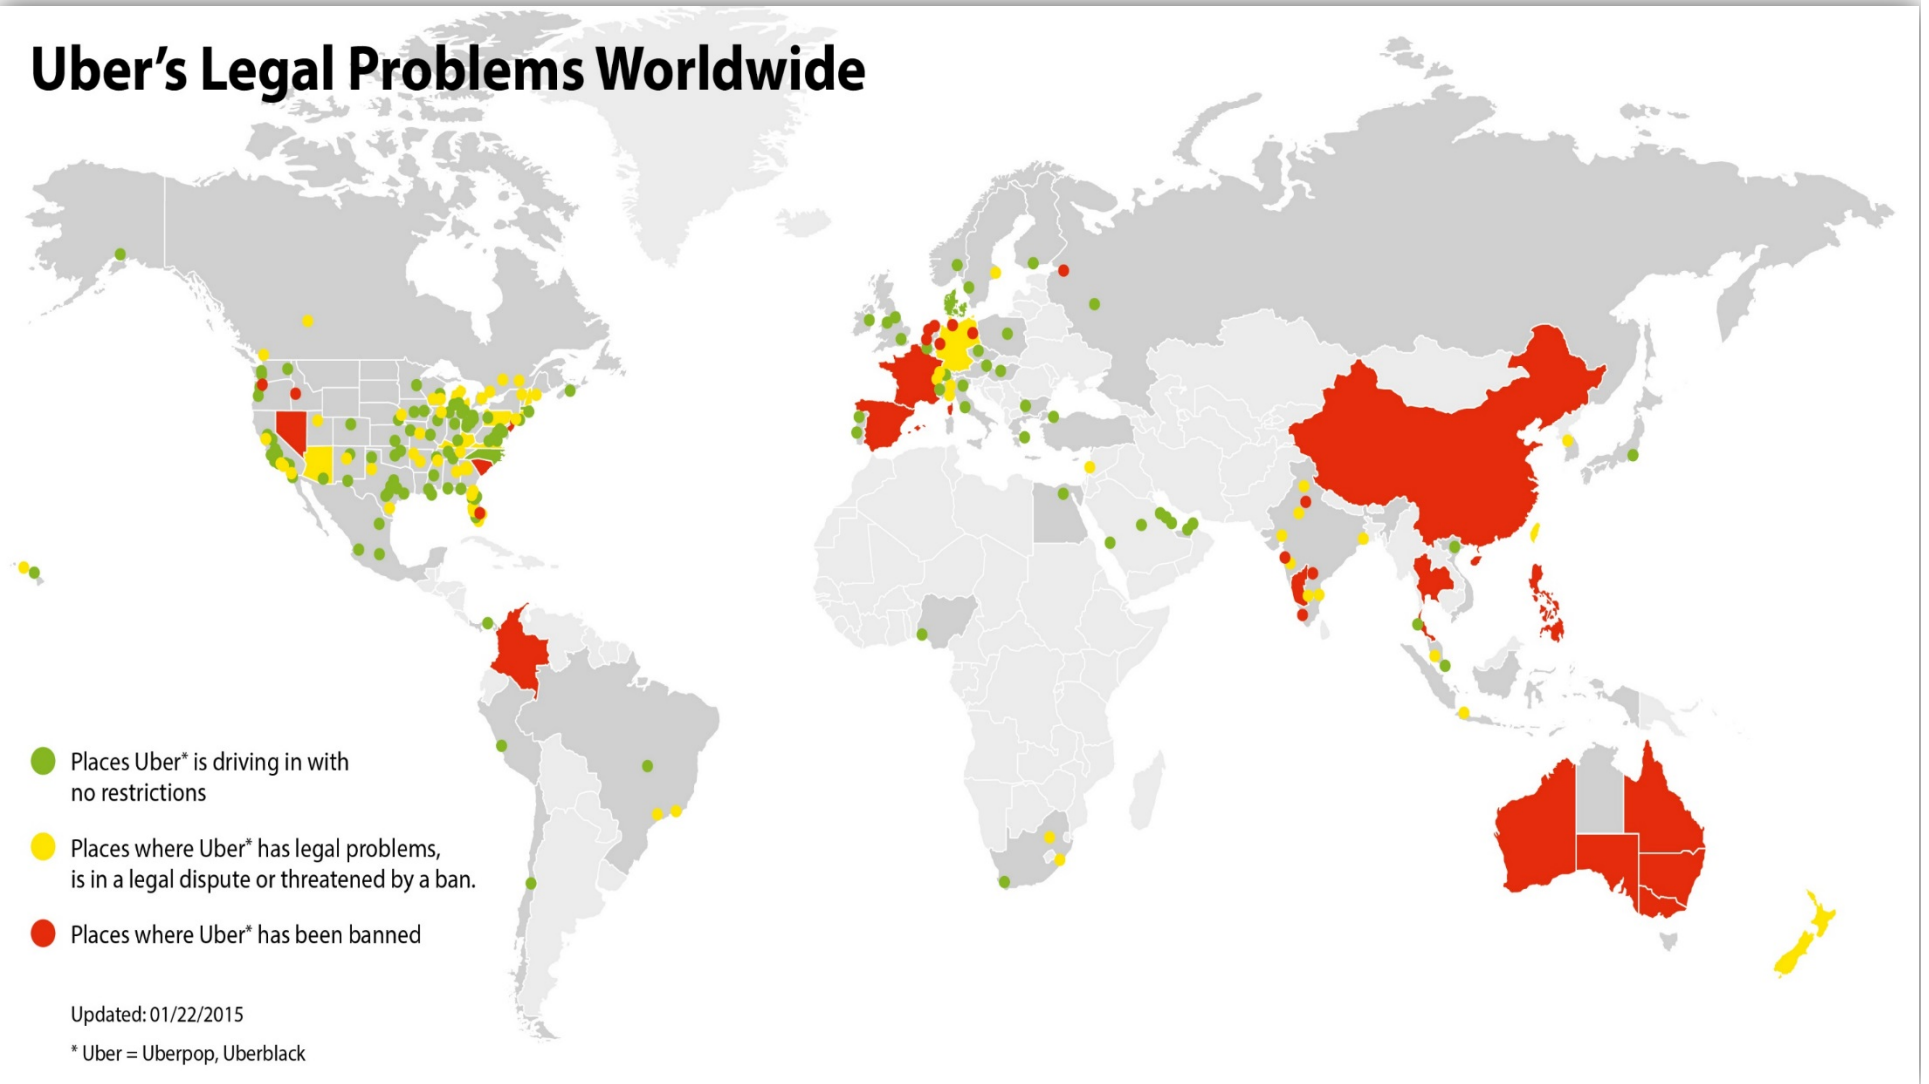 Uber's Legal Problems Worldwide
Places Uber* is driving in with
no restrictions
Places where Uber* has legal problems,
is in a legal dispute or threatened by a ban.
Places where Uber* has been banned
Updated: 01/22/2015
* Uber = Uberpop, Uberblack